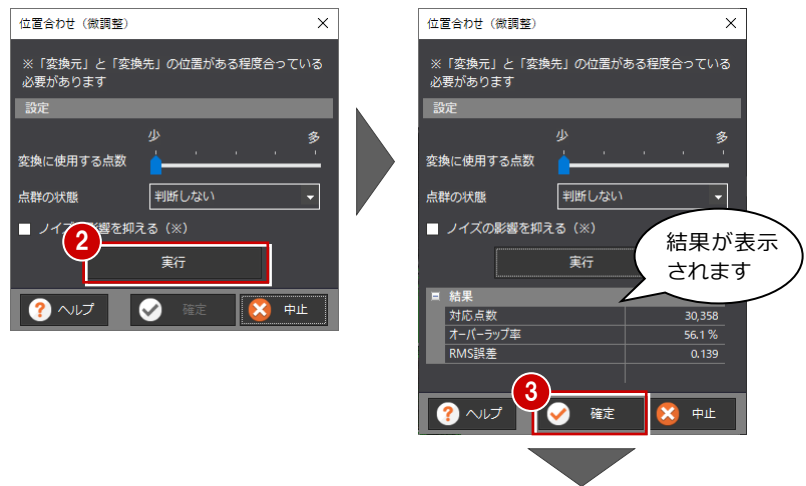 位置合わせ（微調整）
※「変換元」と「変換先」の位置がある程度合っている
必要があります
設定
少 多
変換に使用する点数
点群の状態 判断しない
ノイズの影響を抑える（※）
2
実行
ヘルプ 確定 中止
位置合わせ（微調整）
※「変換元」と「変換先」の位置がある程度合っている
必要があります
設定
少 多
変換に使用する点数
点群の状態 判断しない
ノイズの影響を抑える（※）
実行
結果が表示
されます
結果
対応点数 30,358
オーバーラップ率 56.1 %
RMS誤差 0.139
3
ヘルプ 確定 中止